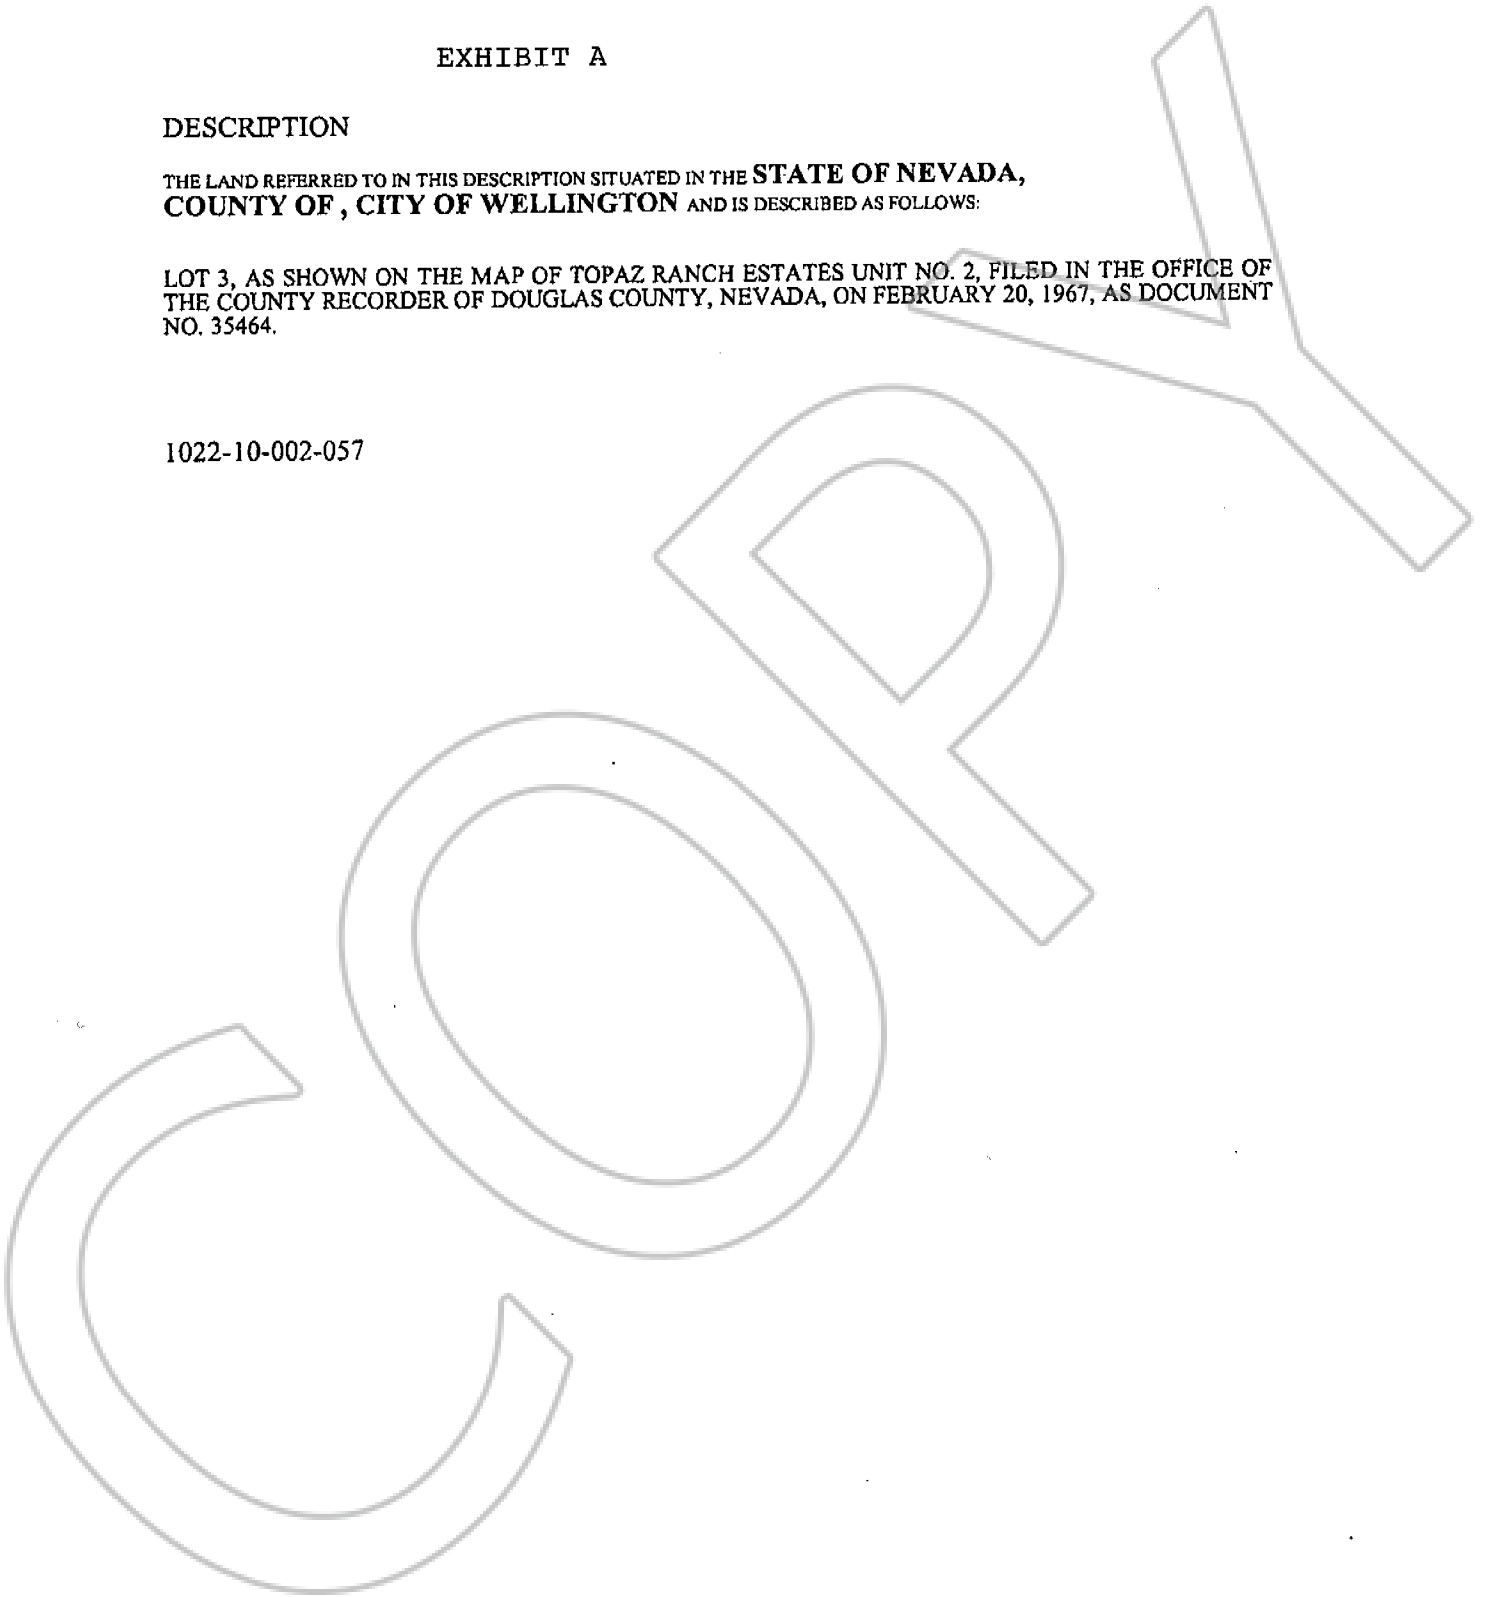 EXHIBIT A
DESCRIPTION
THE LAND REFERRED TO IN THIS DESCRIPTION SITUATED IN THE STATE OF NEVADA,
COUNTY OF , CITY OF WELLINGTON AND IS DESCRIBED AS FOLLOWS:
LOT 3, AS SHOWN ON THE MAP OF TOPAZ RANCH ESTATES UNIT NO. 2, FILED IN THE OFFICE OF
THE COUNTY RECORDER OF DOUGLAS COUNTY, NEVADA, ON FEBRUARY 20, 1967, AS DOCUMENT
NO. 35464.
1022-10-002-057
COPY